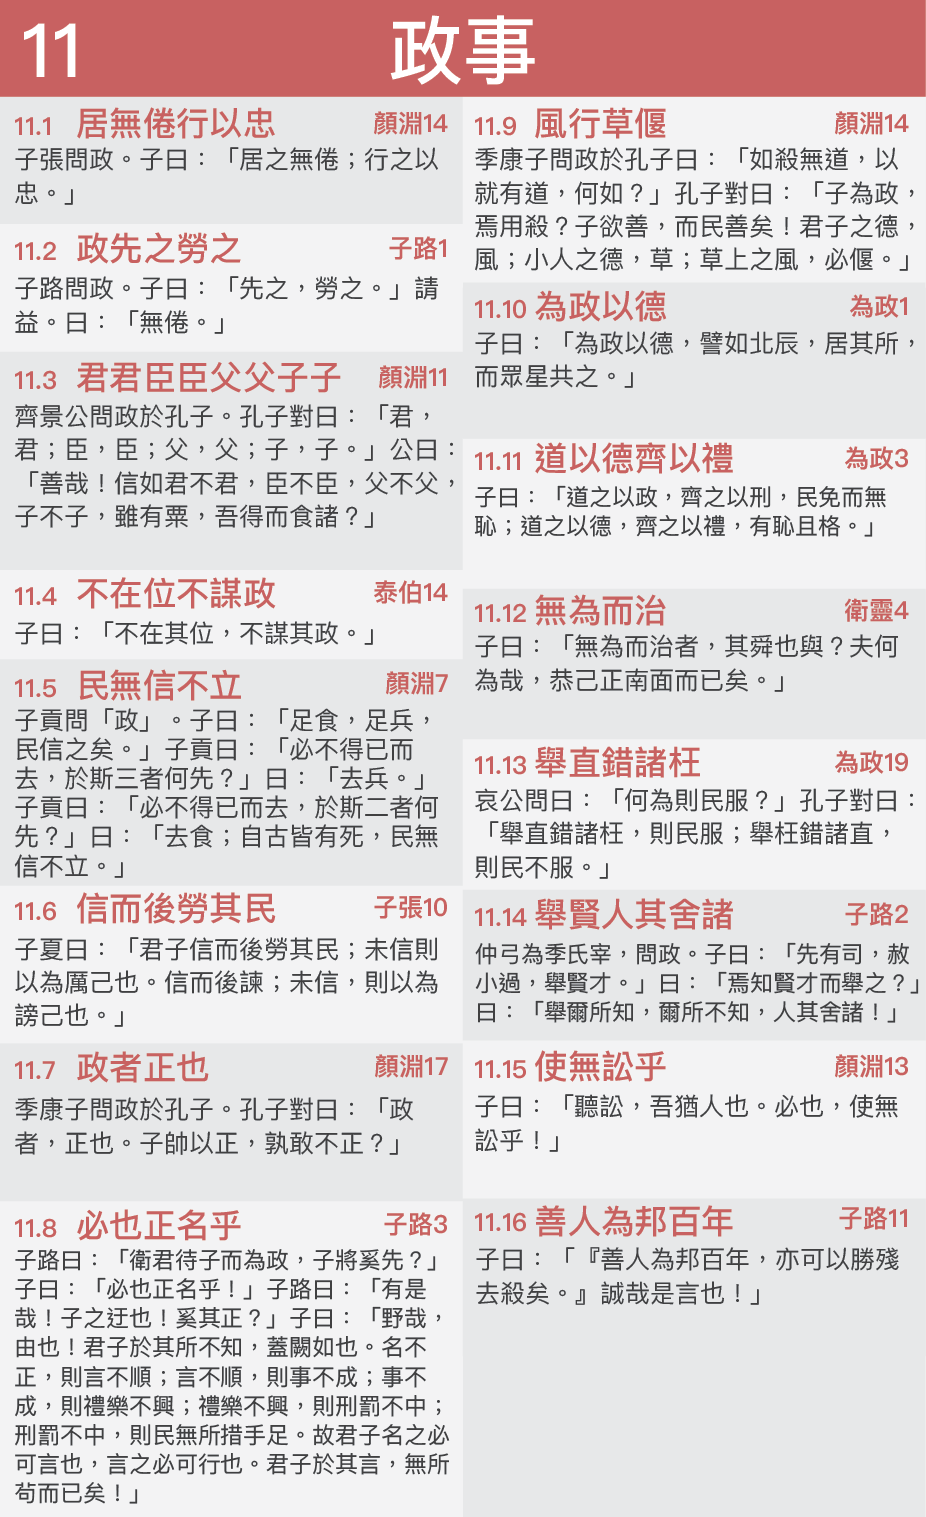 11 政事
11.1 居無倦行以忠 顏淵14
子張問政。子曰：「居之無倦；行之以
忠。」
11.2 政先之勞之 子路1
子路問政。子曰：「先之，勞之。」請
益。曰：「無倦。」
11.3 君君臣臣父父子子 顏淵11
齊景公問政於孔子。孔子對曰：「君，
君；臣，臣；父，父；子，子。」公曰：
「善哉！信如君不君，臣不臣，父不父，
子不子，雖有粟，吾得而食諸？」
11.4 不在位不謀政 泰伯14
子曰：「不在其位，不謀其政。」
11.5 民無信不立 顏淵7
子貢問「政」。子曰：「足食，足兵，
民信之矣。」子貢曰：「必不得已而
去，於斯三者何先？」曰：「去兵。」
子貢曰：「必不得已而去，於斯二者何
先？」曰：「去食；自古皆有死，民無
信不立。」
11.6 信而後勞其民 子張10
子夏曰：「君子信而後勞其民；未信則
以為厲己也。信而後諫；未信，則以為
謗己也。」
11.7 政者正也 顏淵17
季康子問政於孔子。孔子對曰：「政
者，正也。子帥以正，孰敢不正？」
11.8 必也正名乎 子路3
子路曰：「衛君待子而為政，子將奚先？」
子曰：「必也正名乎！」子路曰：「有是
哉！子之迂也！奚其正？」子曰：「野哉，
由也！君子於其所不知，蓋闕如也。名不
正，則言不順；言不順，則事不成；事不
成，則禮樂不興；禮樂不興，則刑罰不中；
刑罰不中，則民無所措手足。故君子名之必
可言也，言之必可行也。君子於其言，無所
苟而已矣！」
11.9 風行草偃 顏淵14
季康子問政於孔子曰：「如殺無道，以
就有道，何如？」孔子對曰：「子為政，
焉用殺？子欲善，而民善矣！君子之德，
風；小人之德，草；草上之風，必偃。」
11.10 為政以德 為政1
子曰：「為政以德，譬如北辰，居其所，
而眾星共之。」
11.11 道以德齊以禮 為政3
子曰：「道之以政，齊之以刑，民免而無
恥；道之以德，齊之以禮，有恥且格。」
11.12 無為而治 衛靈4
子曰：「無為而治者，其舜也與？夫何
為哉，恭己正南面而已矣。」
11.13 舉直錯諸枉 為政19
哀公問曰：「何為則民服？」孔子對曰：
「舉直錯諸枉，則民服；舉枉錯諸直，
則民不服。」
11.14 舉賢人其舍諸 子路2
仲弓為季氏宰，問政。子曰：「先有司，赦
小過，舉賢才。」曰：「焉知賢才而舉之？」
曰：「舉爾所知，爾所不知，人其舍諸！」
11.15 使無訟乎 顏淵13
子曰：「聽訟，吾猶人也。必也，使無
訟乎！」
11.16 善人為邦百年 子路11
子曰：「『善人為邦百年，亦可以勝殘
去殺矣。』誠哉是言也！」